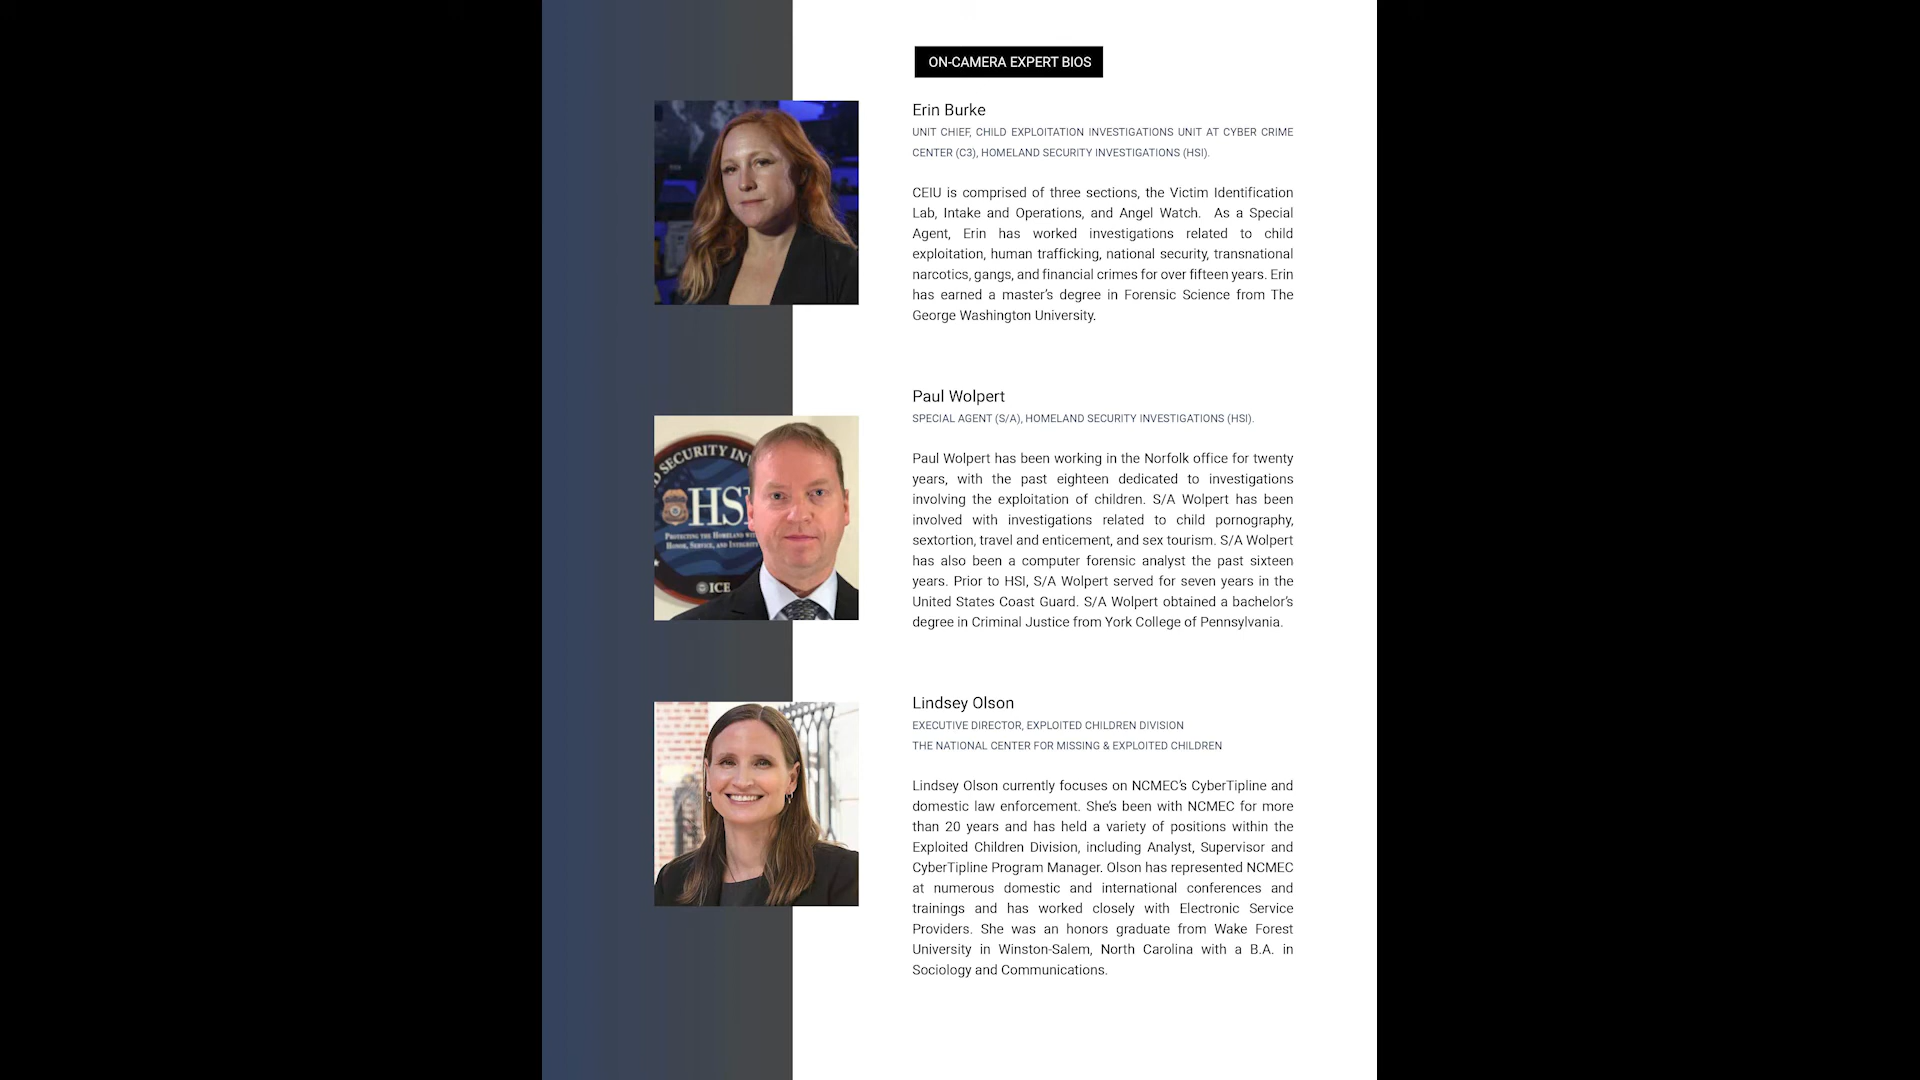 ON-CAMERA EXPERT BIOS
Erin Burke
UNIT CHIEF, CHILD EXPLOITATION INVESTIGATIONS UNIT AT CYBER CRIME
CENTER (C3), HOMELAND SECURITY INVESTIGATIONS (HSI).
CEIU is comprised of three sections, the Victim Identification
Lab, Intake and Operations, and Angel Watch. As a Special
Agent, Erin has worked investigations related to child
exploitation, human trafficking, national security, transnational
narcotics, gangs, and financial crimes for over fifteen years. Erin
has earned a master's degree in Forensic Science from The
George Washington University.
Paul Wolpert
SPECIAL AGENT (S/A), HOMELAND SECURITY INVESTIGATIONS (HSI).
SECURITY IN
HSI
PROTECTING THE HOMELAND WIT
HONOR, SERVICE, AND INTEGRITY
ICE
Paul Wolpert has been working in the Norfolk office for twenty
years, with the past eighteen dedicated to investigations
involving the exploitation of children. S/A Wolpert has been
involved with investigations related to child pornography,
sextortion, travel and enticement, and sex tourism. S/A Wolpert
has also been a computer forensic analyst the past sixteen
years. Prior to HSI, S/A Wolpert served for seven years in the
United States Coast Guard. S/A Wolpert obtained a bachelor's
degree in Criminal Justice from York College of Pennsylvania.
Lindsey Olson
EXECUTIVE DIRECTOR, EXPLOITED CHILDREN DIVISION
THE NATIONAL CENTER FOR MISSING & EXPLOITED CHILDREN
Lindsey Olson currently focuses on NCMEC's CyberTipline and
domestic law enforcement. She's been with NCMEC for more
than 20 years and has held a variety of positions within the
Exploited Children Division, including Analyst, Supervisor and
CyberTipline Program Manager. Olson has represented NCMEC
at numerous domestic and international conferences and
trainings and has worked closely with Electronic Service
Providers. She was an honors graduate from Wake Forest
University in Winston-Salem, North Carolina with a B.A. in
Sociology and Communications.